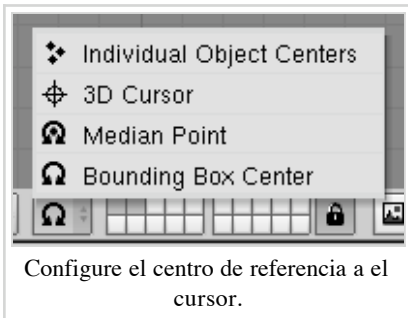 Individual Object Centers
3D Cursor
Median Point
Bounding Box Center
Configure el centro de referencia a el
cursor.